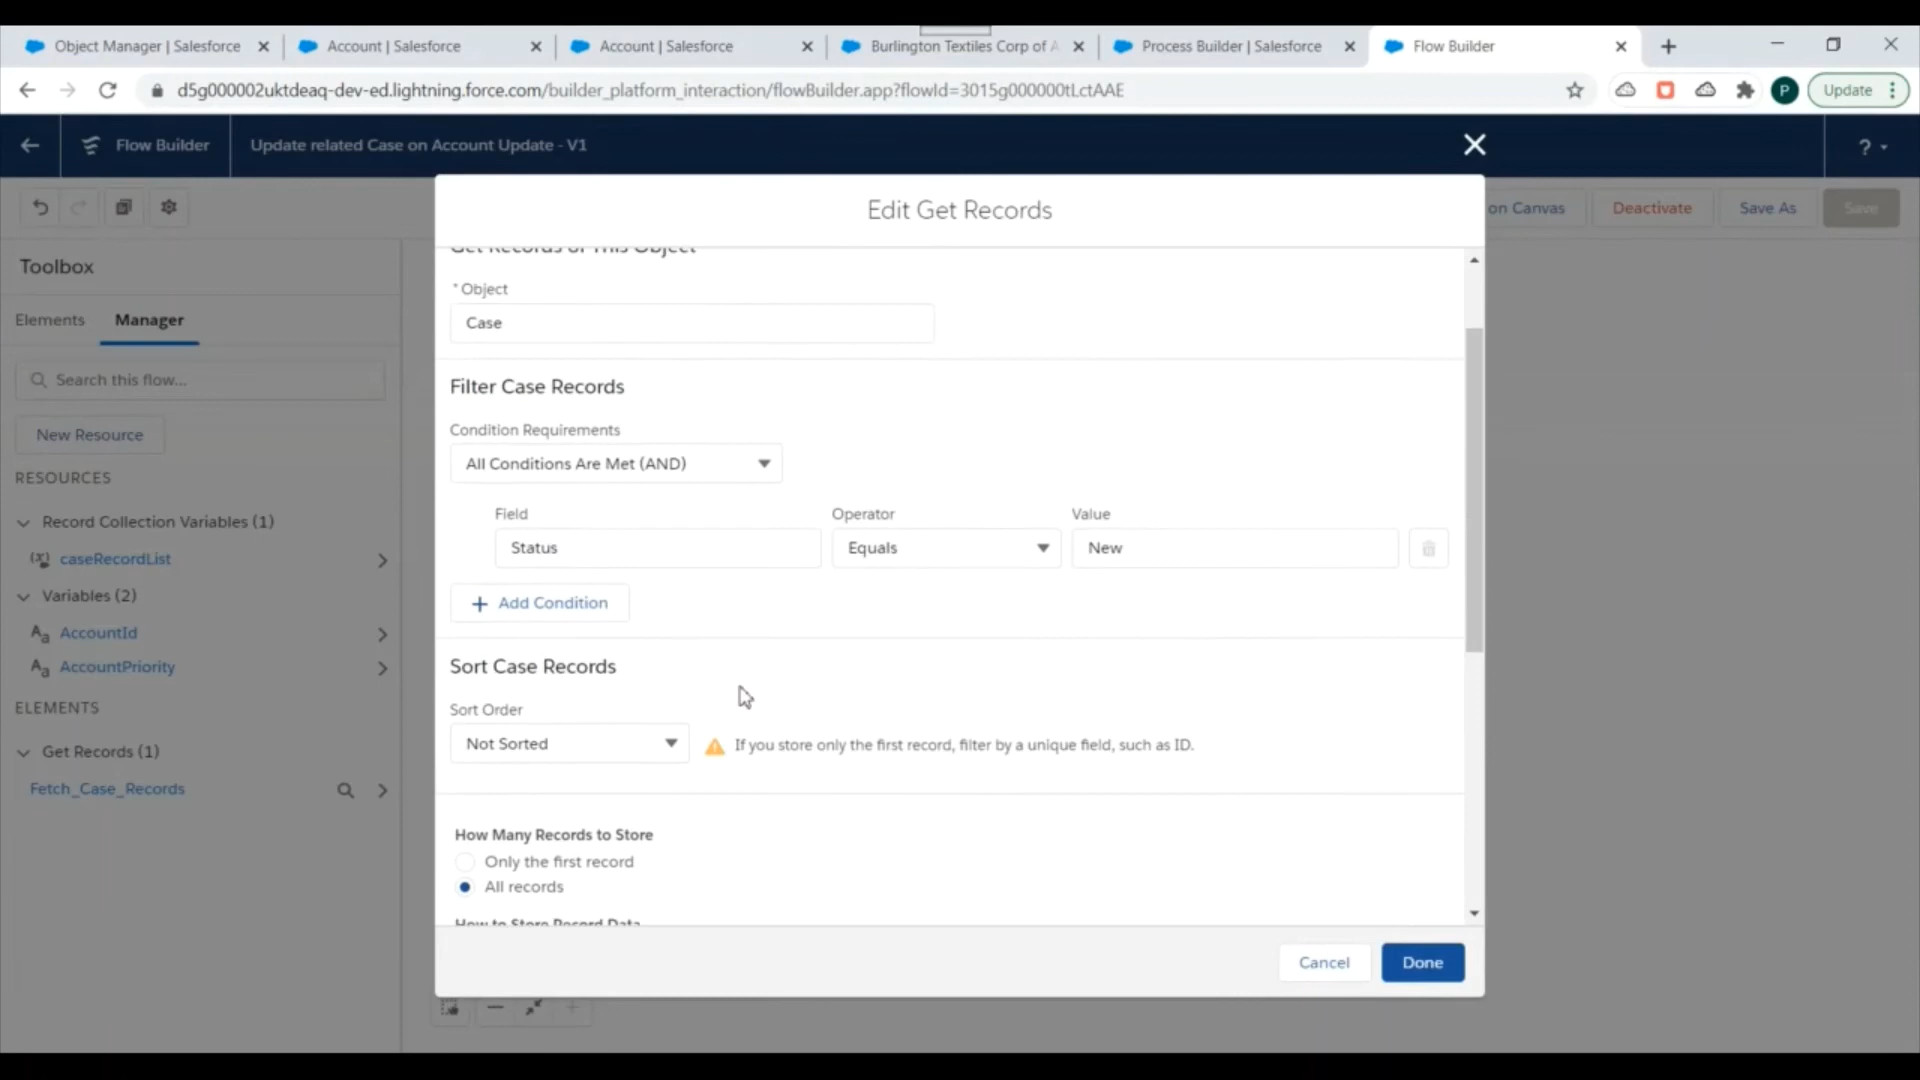 Object Manager | Salesforce
Account | Salesforce
Account | Salesforce
Burlington Textiles Corp of A
Process Builder | Salesforce
Flow Builder
d5g000002uktdeaq-dev-ed.lightning.force.com/builder_platform_interaction/flowBuilder.app?flowId=3015g000000tLctAAE
P
Update
Flow Builder
Update related Case on Account Update - V1
?
Edit Get Records
on Canvas
Deactivate
Save As
Save
Toolbox
Elements
Manager
Search this flow...
New Resource
RESOURCES
Record Collection Variables (1)
caseRecordList
Variables (2)
AccountId
AccountPriority
ELEMENTS
Get Records (1)
Fetch_Case_Records
Get Records of This Object
* Object
Case
Filter Case Records
Condition Requirements
All Conditions Are Met (AND)
Field
Operator
Value
Status
Equals
New
+ Add Condition
Sort Case Records
Sort Order
Not Sorted
If you store only the first record, filter by a unique field, such as ID.
How Many Records to Store
Only the first record
All records
How to Store Record Data
Cancel
Done